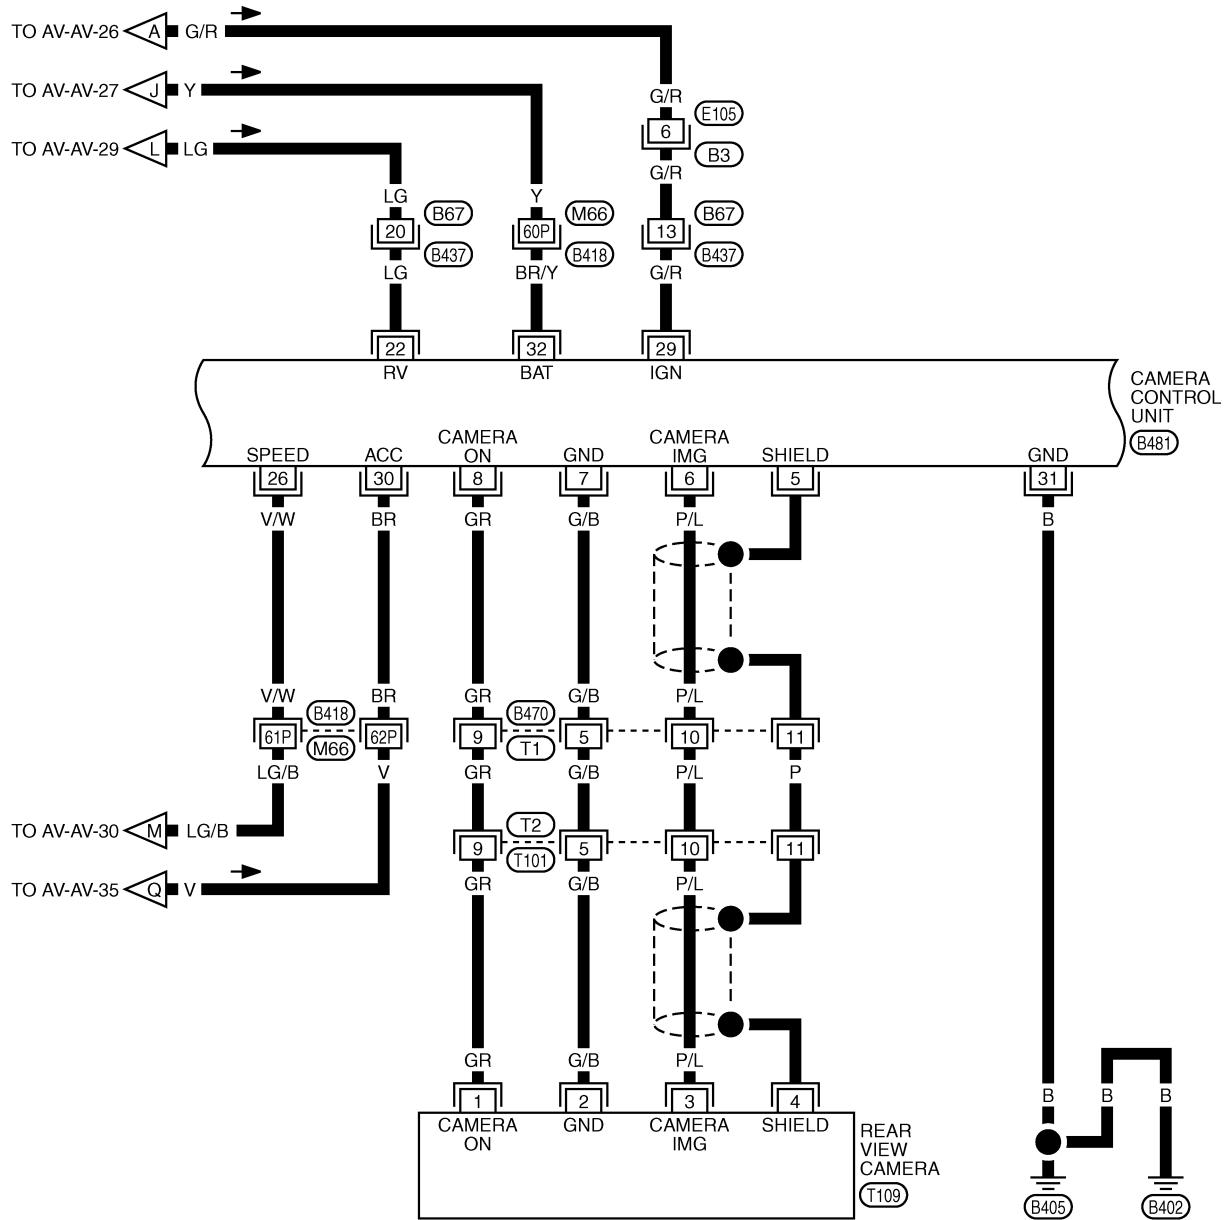 TO AV-AV-26 A G/R
TO AV-AV-27 J Y
TO AV-AV-29 L LG
G/R
6 E105
B3
G/R
LG Y
20 B67 60P M66 13 B67
B437 B418 B437
LG BR/Y G/R
22 32 29
RV BAT IGN
CAMERA
CONTROL
UNIT
B481
SPEED ACC CAMERA ON GND CAMERA IMG SHIELD GND
26 30 8 7 6 5 31
V/W BR GR G/B P/L B
V/W BR GR G/B P/L
61P B418 62P 9 B470 5 10 11
M66 T1
LG/B V GR G/B P/L P
TO AV-AV-30 M LG/B
9 T2 5 10 11
T101
TO AV-AV-35 Q V
GR G/B P/L
GR G/B P/L
1 2 3 4
CAMERA ON GND CAMERA IMG SHIELD
REAR
VIEW
CAMERA
T109
B B B
B405 B402